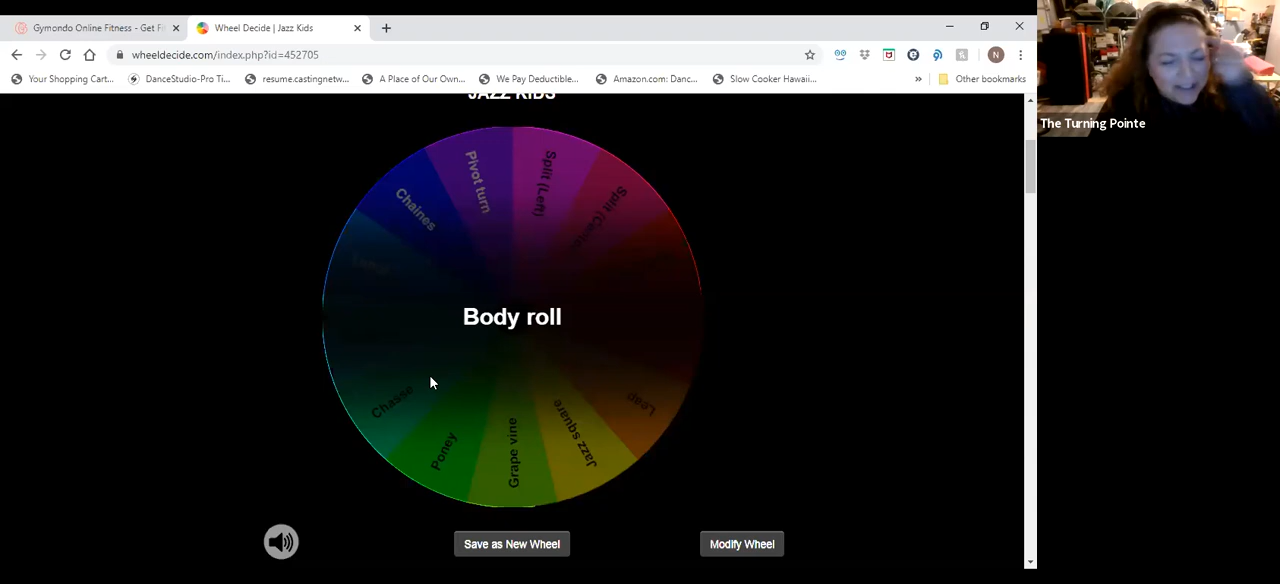 Gymondo Online Fitness - Get Fi
Wheel Decide | Jazz Kids
wheeldecide.com/index.php?id=452705
N
Your Shopping Cart...
DanceStudio-Pro Ti...
resume.castingnetw...
A Place of Our Own...
We Pay Deductible...
Amazon.com: Danc...
Slow Cooker Hawaii...
»
Other bookmarks
The Turning Pointe
JAZZ KIDS
Pivot turn
Split (Left)
Chaines
Body roll
Chasse
Leap
Poney
Grape vine
Jazz square
Save as New Wheel
Modify Wheel